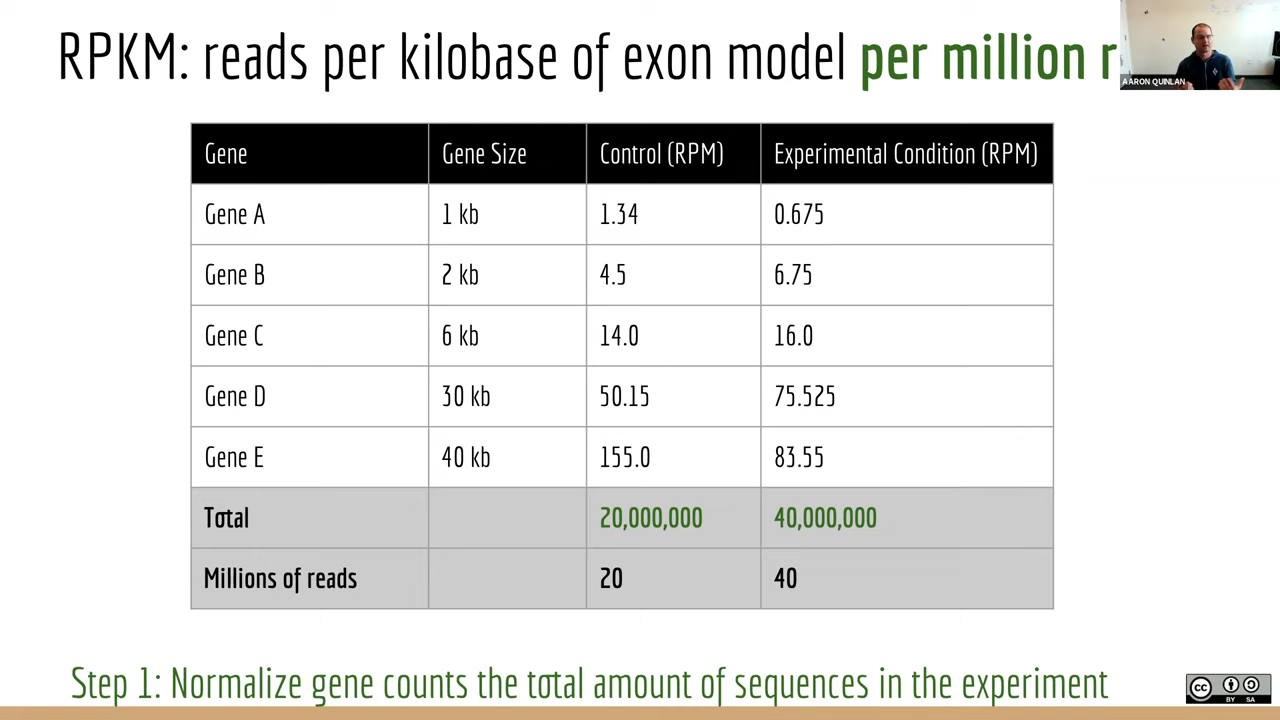 RPKM: reads per kilobase of exon model per million r
AARON QUINLAN
Gene Gene Size Control (RPM) Experimental Condition (RPM)
Gene A 1 kb 1.34 0.675
Gene B 2 kb 4.5 6.75
Gene C 6 kb 14.0 16.0
Gene D 30 kb 50.15 75.525
Gene E 40 kb 155.0 83.55
Total 20,000,000 40,000,000
Millions of reads 20 40
Step 1: Normalize gene counts the total amount of sequences in the experiment
cc BY SA